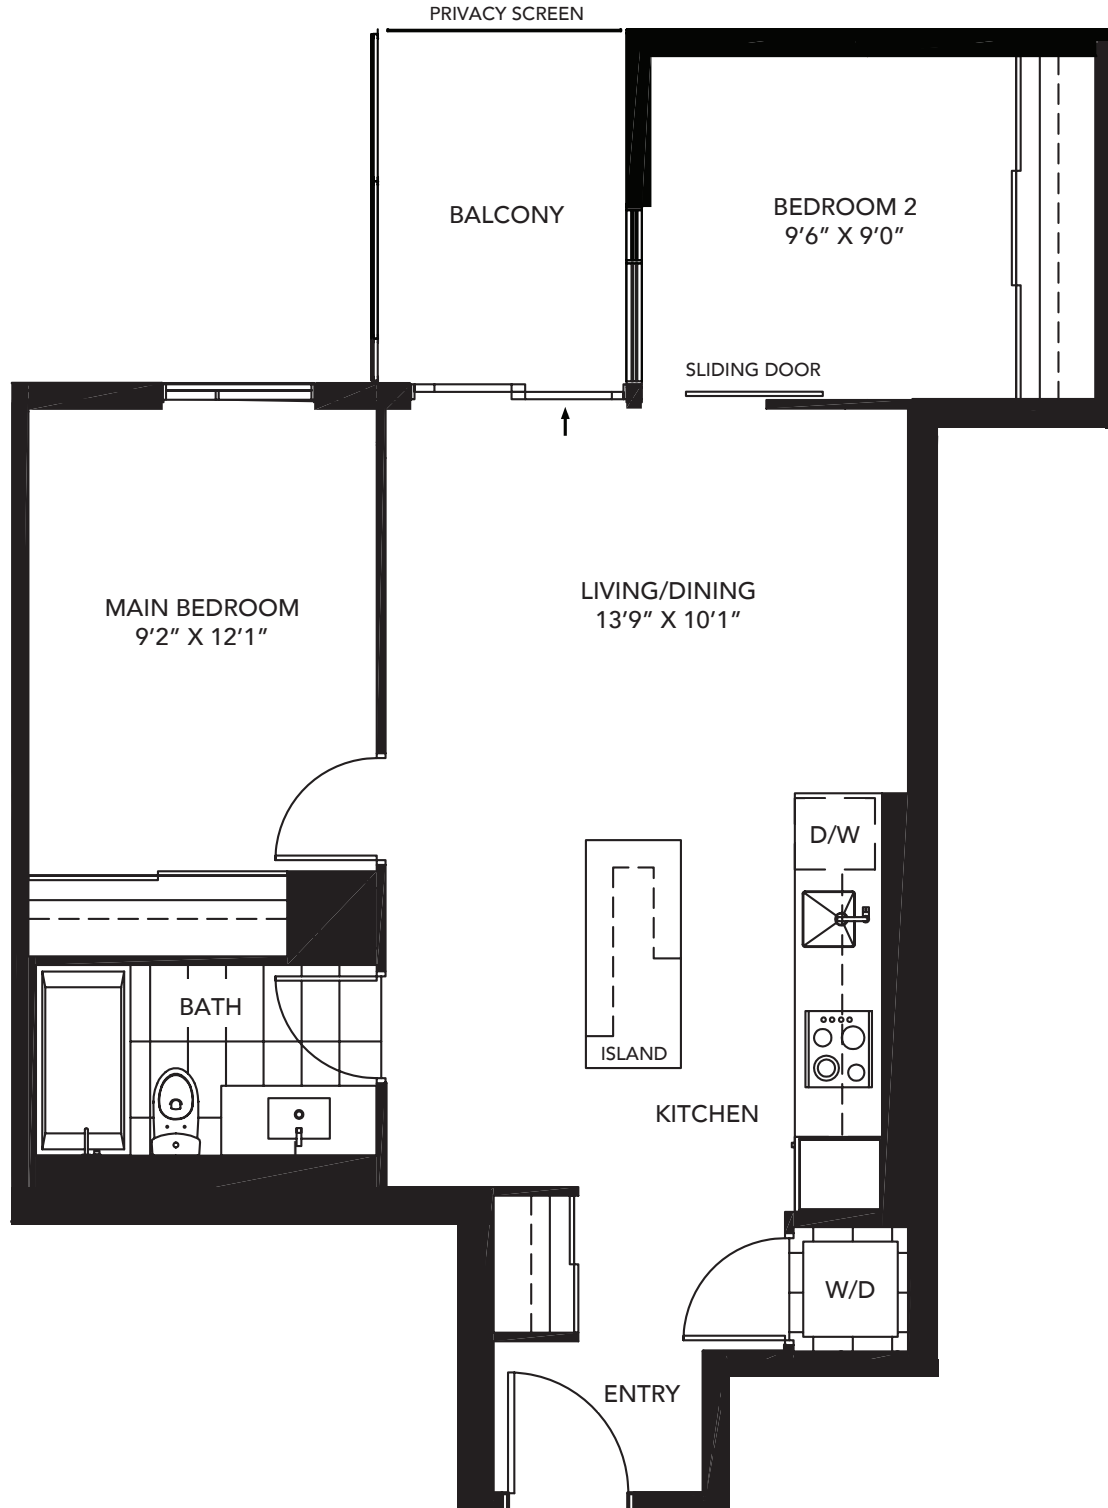 PRIVACY SCREEN
BALCONY
BEDROOM 2
9’6” X 9’0”
SLIDING DOOR
MAIN BEDROOM
9’2” X 12’1”
LIVING/DINING
13’9” X 10’1”
D/W
BATH
ISLAND
KITCHEN
W/D
ENTRY